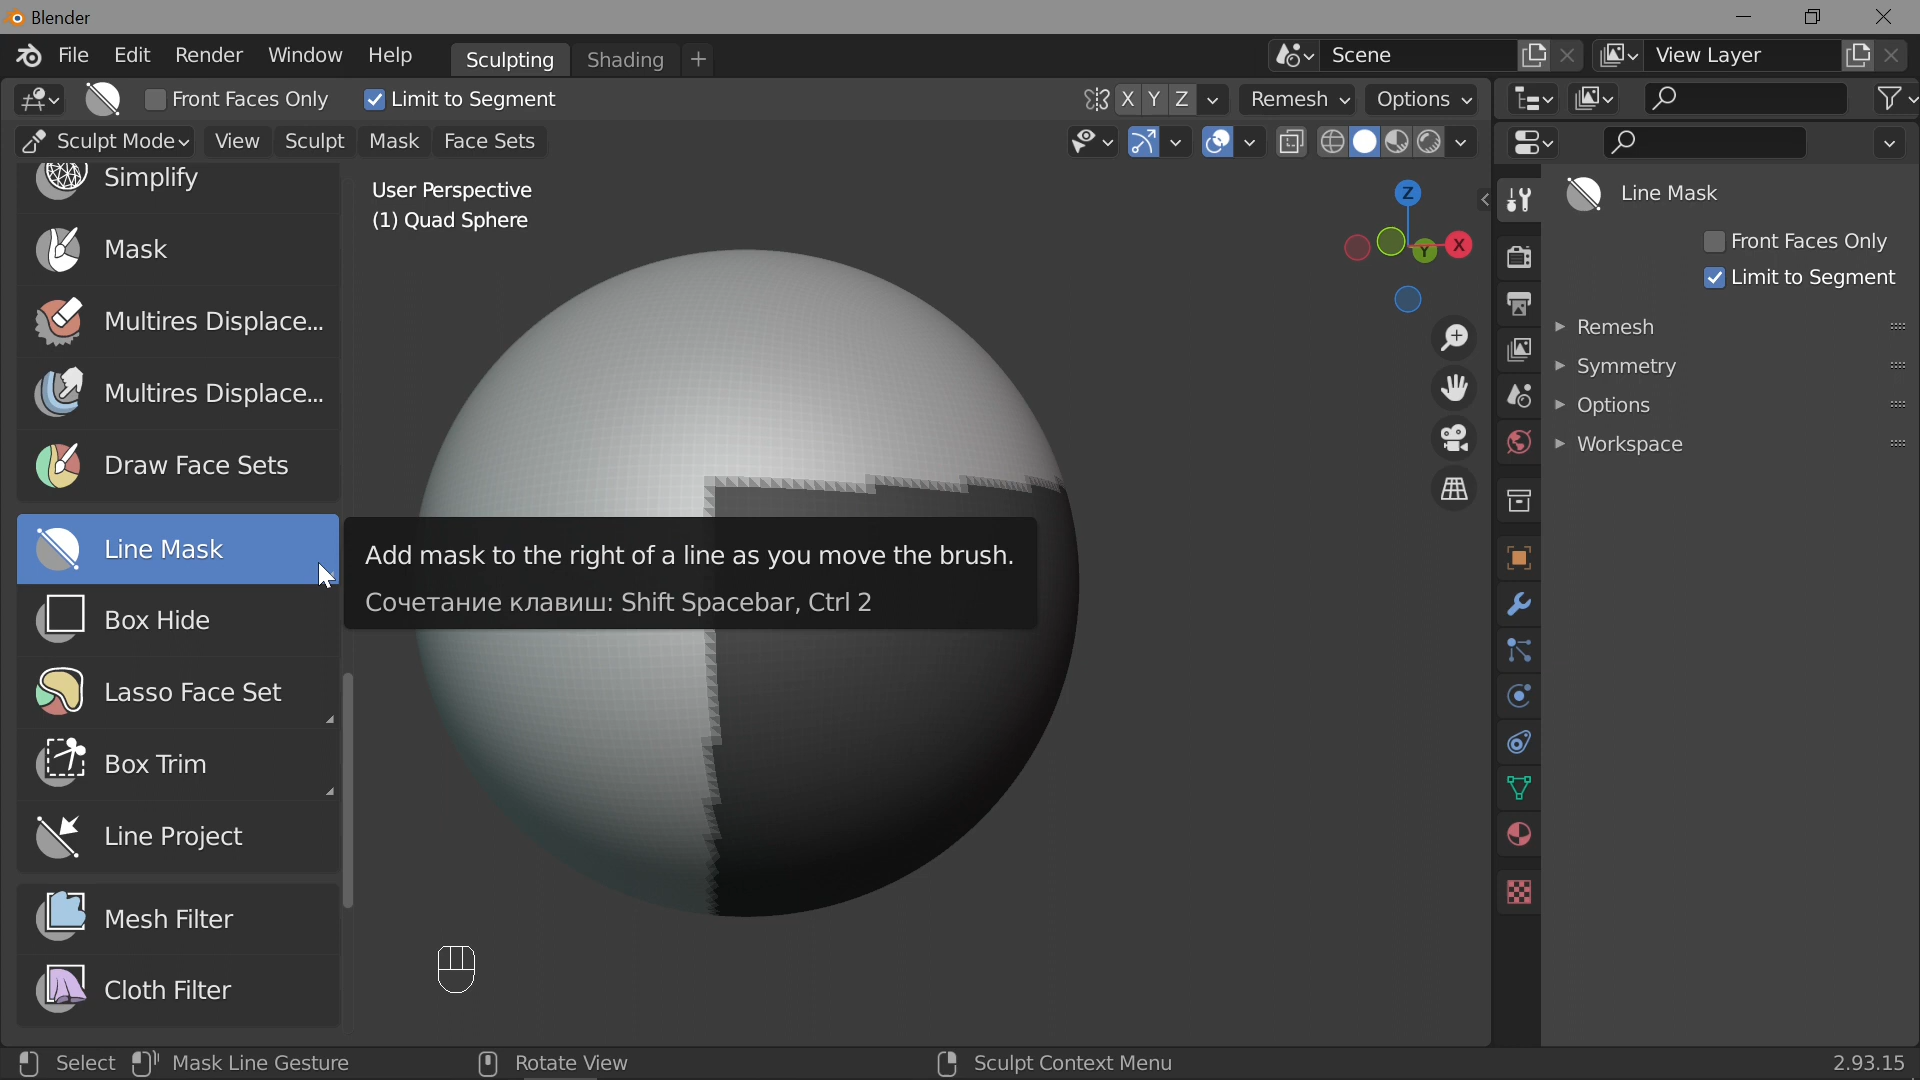 Blender
File Edit Render Window Help Sculpting Shading + Scene View Layer
Front Faces Only Limit to Segment X Y Z Remesh Options
Sculpt Mode View Sculpt Mask Face Sets
Simplify
Mask
Multires Displace...
Multires Displace...
Draw Face Sets
Line Mask
Box Hide
Lasso Face Set
Box Trim
Line Project
Mesh Filter
Cloth Filter
User Perspective
(1) Quad Sphere
Z
Y
X
Add mask to the right of a line as you move the brush.
Сочетание клавиш: Shift Spacebar, Ctrl 2
Line Mask
Front Faces Only
Limit to Segment
Remesh
Symmetry
Options
Workspace
Select Mask Line Gesture Rotate View Sculpt Context Menu 2.93.15